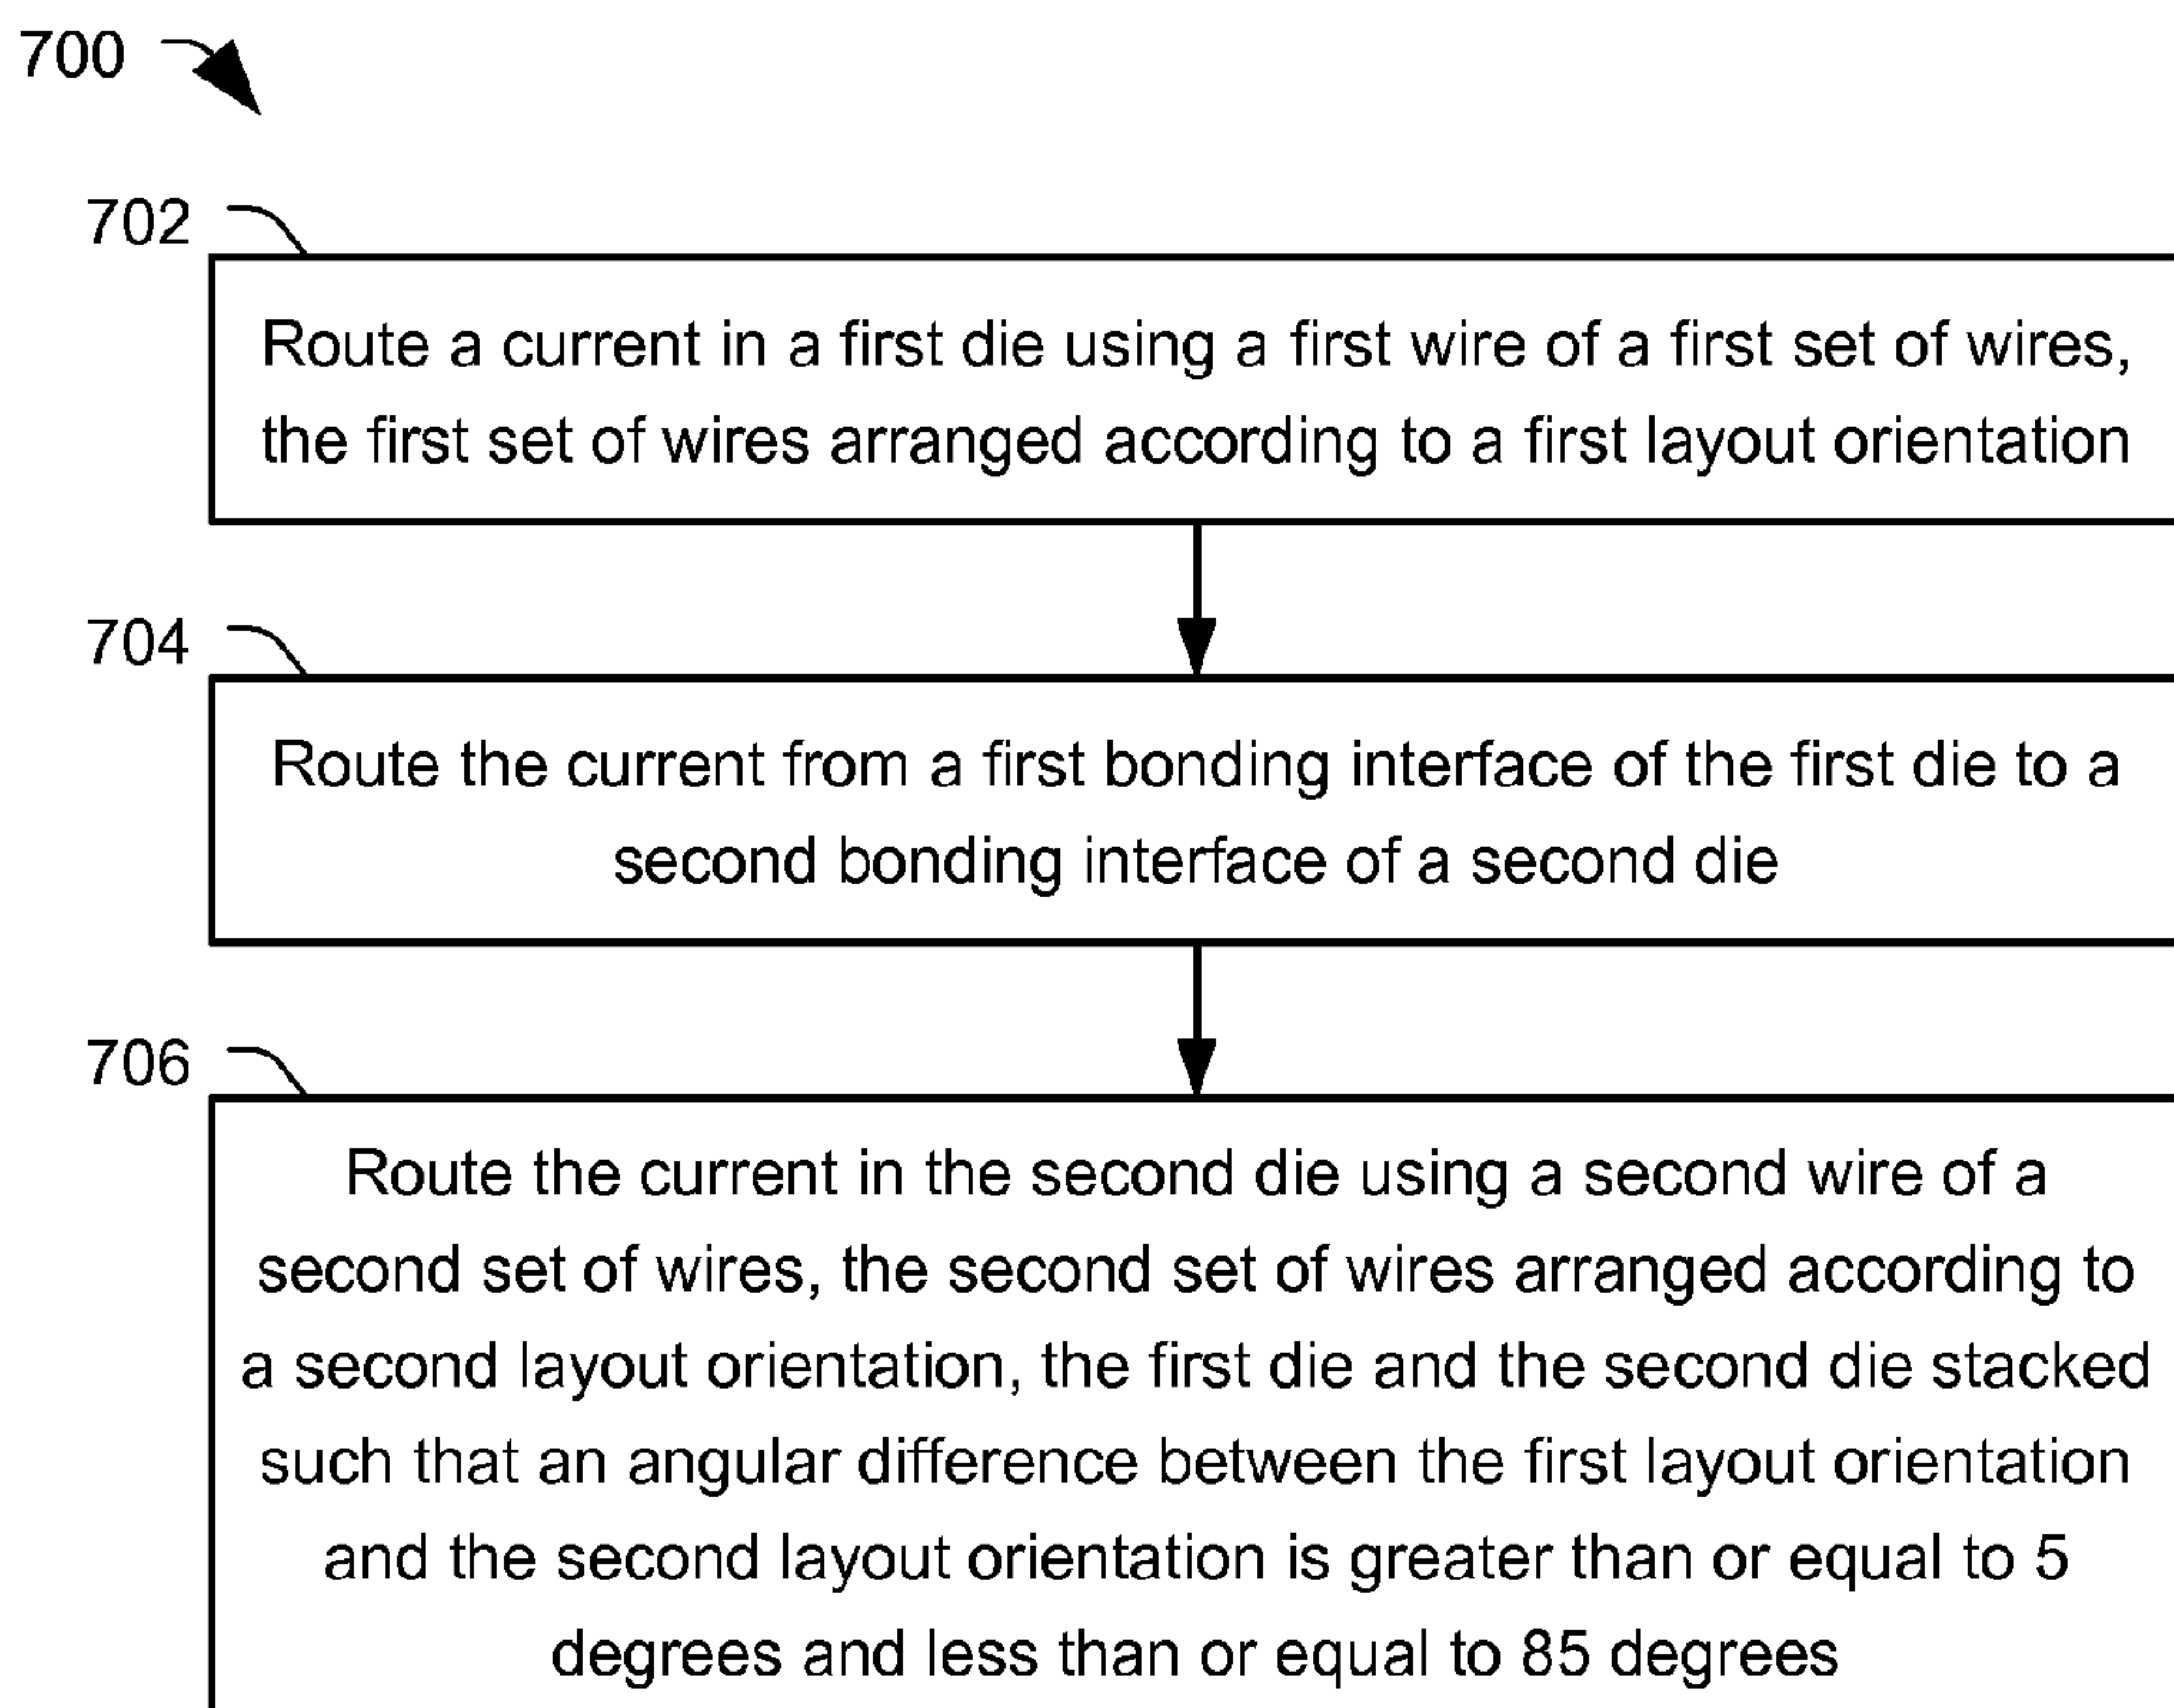 700
702
Route a current in a first die using a first wire of a first set of wires,
the first set of wires arranged according to a first layout orientation
704
Route the current from a first bonding interface of the first die to a
second bonding interface of a second die
706
Route the current in the second die using a second wire of a
second set of wires, the second set of wires arranged according to
a second layout orientation, the first die and the second die stacked
such that an angular difference between the first layout orientation
and the second layout orientation is greater than or equal to 5
degrees and less than or equal to 85 degrees